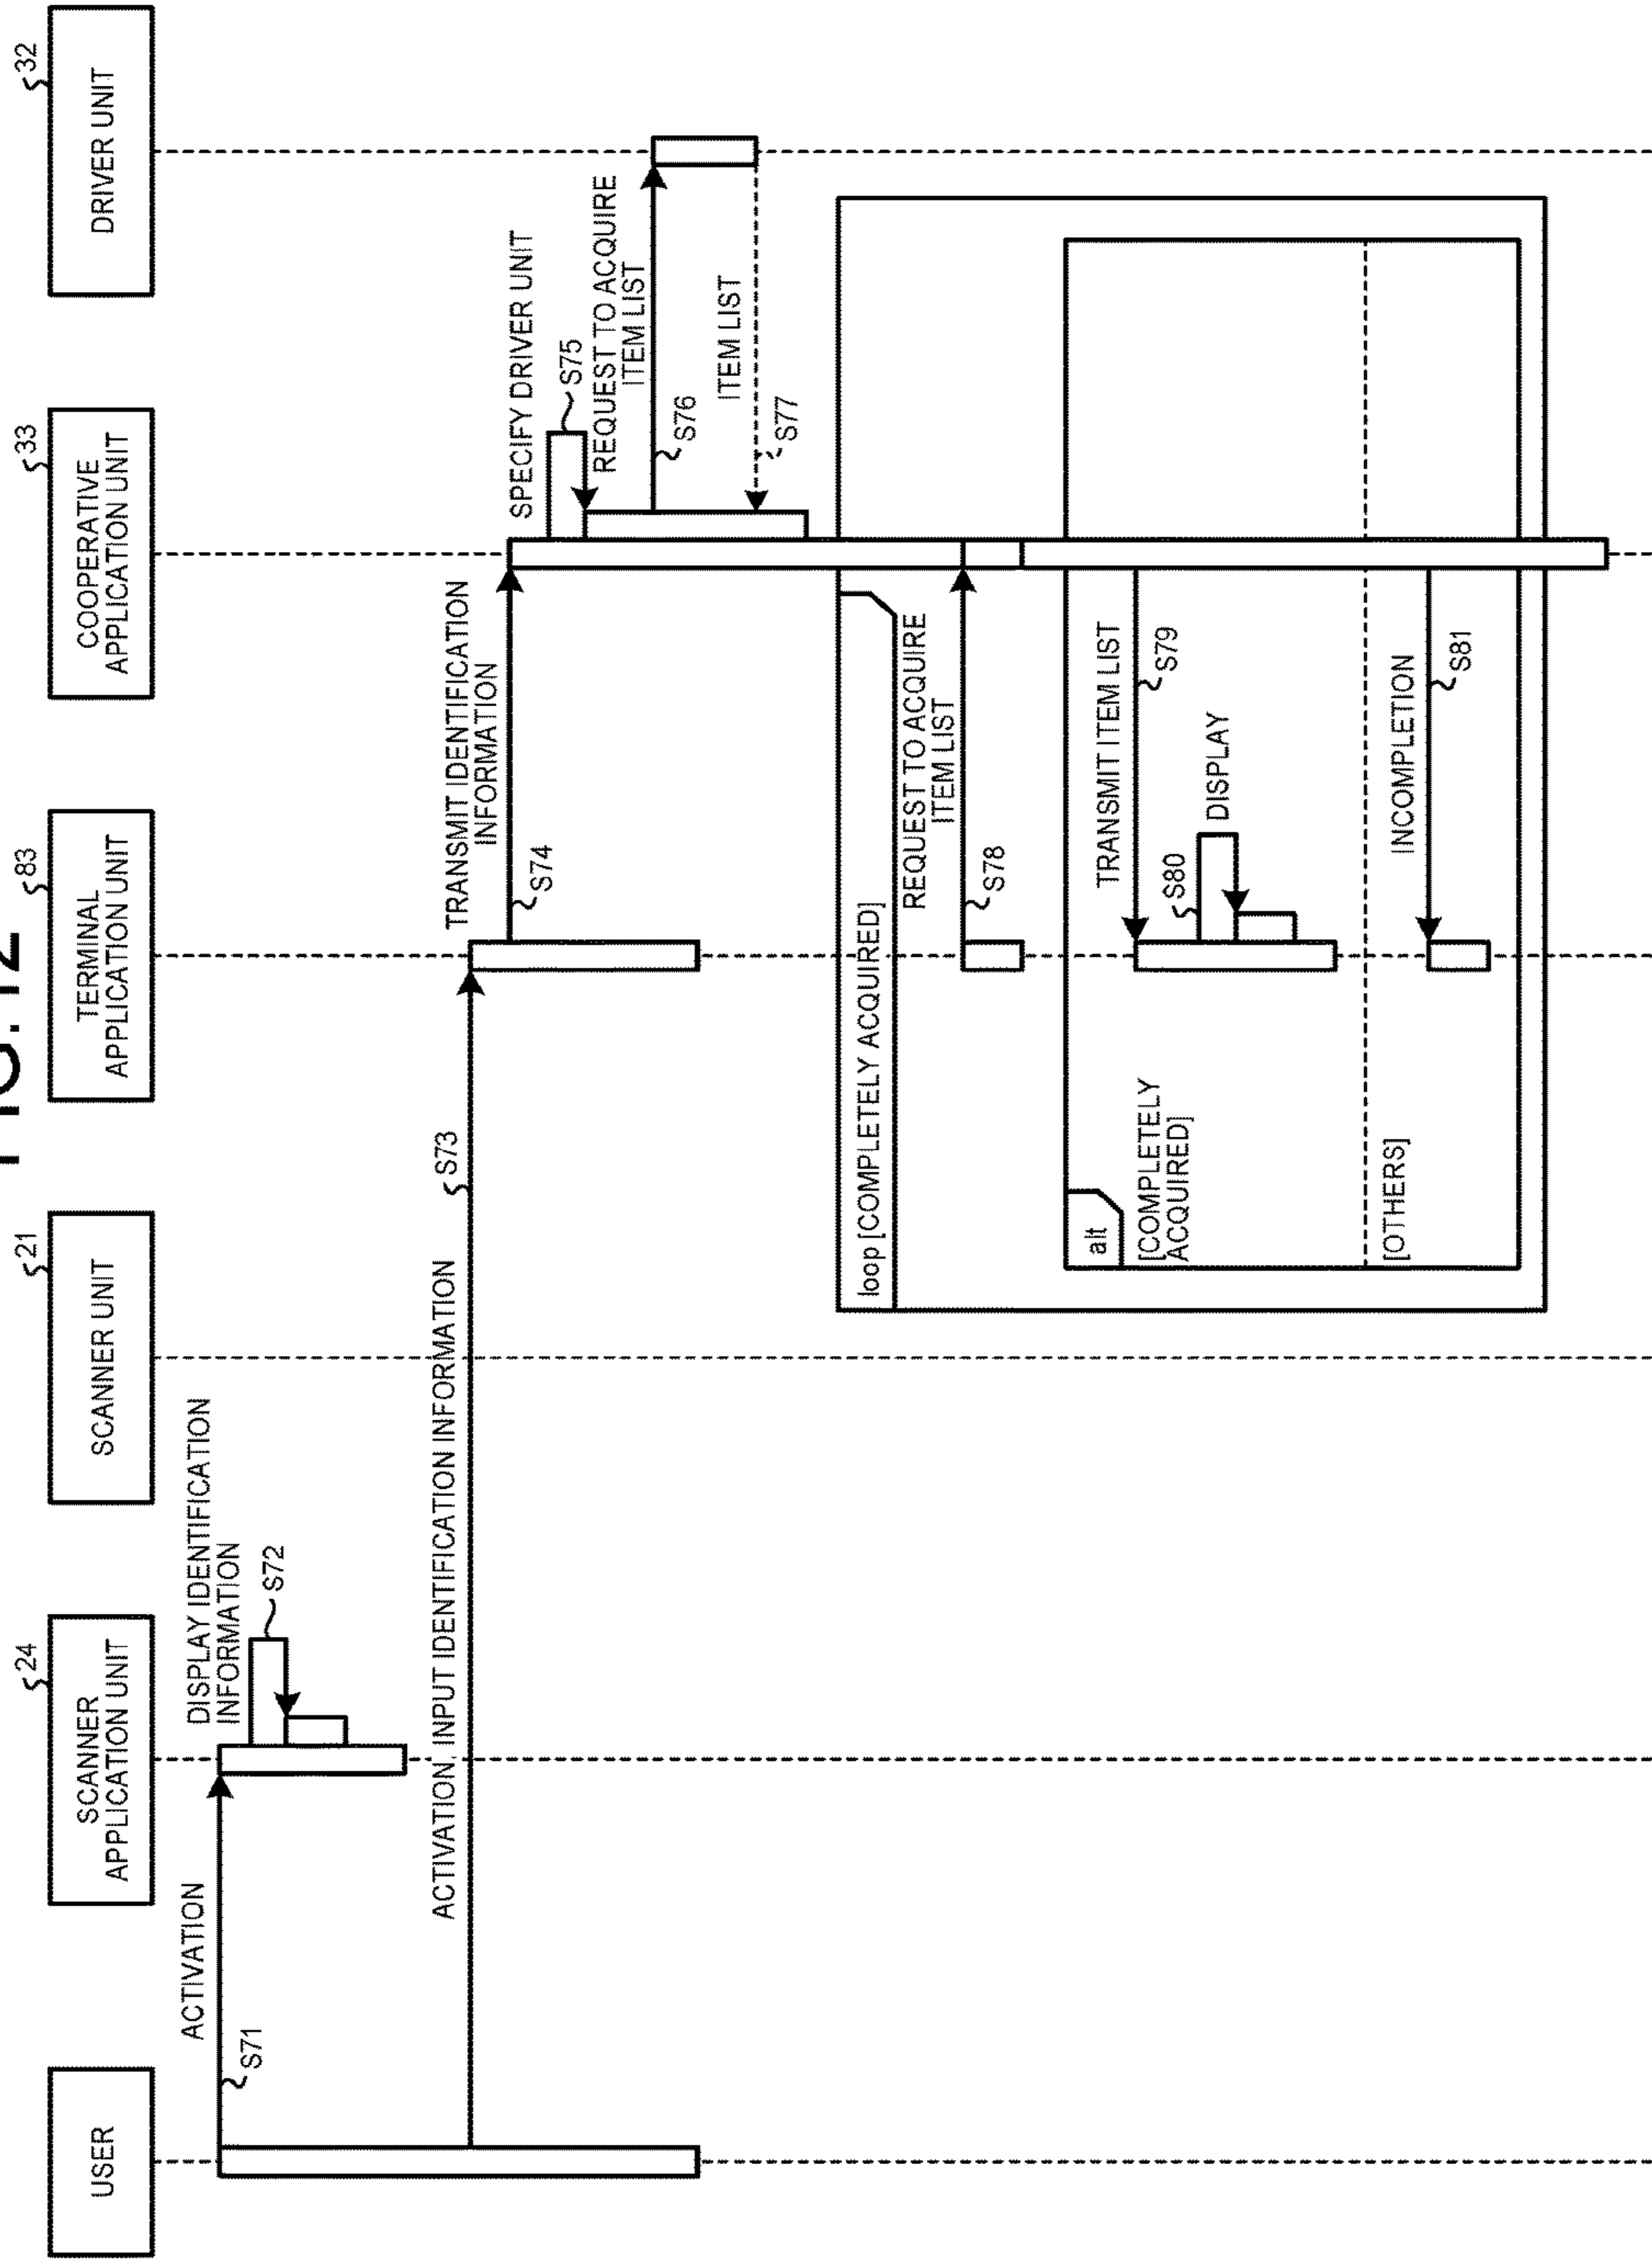 FIG. 12
USER
24
SCANNER
APPLICATION UNIT
21
SCANNER UNIT
83
TERMINAL
APPLICATION UNIT
33
COOPERATIVE
APPLICATION UNIT
32
DRIVER UNIT
ACTIVATION
S71
DISPLAY IDENTIFICATION
INFORMATION
S72
ACTIVATION, INPUT IDENTIFICATION INFORMATION
S73
TRANSMIT IDENTIFICATION
INFORMATION
S74
SPECIFY DRIVER UNIT
S75
REQUEST TO ACQUIRE
ITEM LIST
S76
ITEM LIST
S77
loop [COMPLETELY ACQUIRED]
REQUEST TO ACQUIRE
ITEM LIST
S78
alt
[COMPLETELY
ACQUIRED]
TRANSMIT ITEM LIST
S79
S80
DISPLAY
[OTHERS]
INCOMPLETION
S81